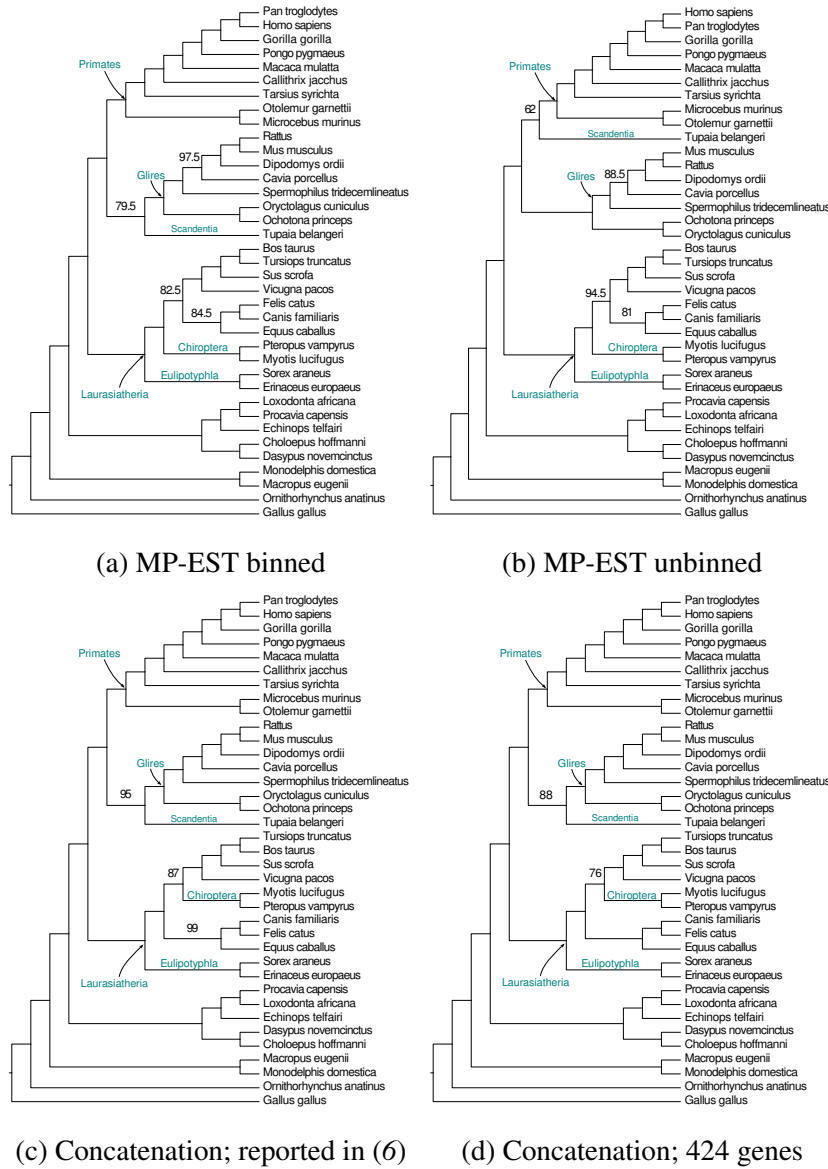 Pan troglodytes
Homo sapiens
Gorilla gorilla
Pongo pygmaeus
Primates
Macaca mulatta
Callithrix jacchus
Tarsius syrichta
Otolemur garnettii
Microcebus murinus
Rattus
Mus musculus
97.5
Dipodomys ordii
Glires
Cavia porcellus
Spermophilus tridecemlineatus
79.5
Oryctolagus cuniculus
Ochotona princeps
Scandentia
Tupaia belangeri
Bos taurus
Tursiops truncatus
Sus scrofa
82.5
Vicugna pacos
Felis catus
84.5
Canis familiaris
Equus caballus
Chiroptera
Pteropus vampyrus
Myotis lucifugus
Eulipotyphla
Sorex araneus
Erinaceus europaeus
Laurasiatheria
Loxodonta africana
Procavia capensis
Echinops telfairi
Choloepus hoffmanni
Dasypus novemcinctus
Monodelphis domestica
Macropus eugenii
Ornithorhynchus anatinus
Gallus gallus
(a) MP-EST binned
Homo sapiens
Pan troglodytes
Gorilla gorilla
Pongo pygmaeus
Primates
Macaca mulatta
Callithrix jacchus
Tarsius syrichta
62
Microcebus murinus
Otolemur garnettii
Scandentia
Tupaia belangeri
Mus musculus
Rattus
88.5
Dipodomys ordii
Glires
Cavia porcellus
Spermophilus tridecemlineatus
Ochotona princeps
Oryctolagus cuniculus
Bos taurus
Tursiops truncatus
Sus scrofa
94.5
Vicugna pacos
Felis catus
81
Canis familiaris
Equus caballus
Chiroptera
Myotis lucifugus
Pteropus vampyrus
Eulipotyphla
Sorex araneus
Erinaceus europaeus
Laurasiatheria
Procavia capensis
Loxodonta africana
Echinops telfairi
Choloepus hoffmanni
Dasypus novemcinctus
Macropus eugenii
Monodelphis domestica
Ornithorhynchus anatinus
Gallus gallus
(b) MP-EST unbinned
Pan troglodytes
Homo sapiens
Gorilla gorilla
Pongo pygmaeus
Primates
Macaca mulatta
Callithrix jacchus
Tarsius syrichta
Microcebus murinus
Otolemur garnettii
Rattus
Mus musculus
Dipodomys ordii
Glires
Cavia porcellus
Spermophilus tridecemlineatus
95
Oryctolagus cuniculus
Ochotona princeps
Scandentia
Tupaia belangeri
Tursiops truncatus
Bos taurus
Sus scrofa
87
Vicugna pacos
Chiroptera
Myotis lucifugus
Pteropus vampyrus
Canis familiaris
99
Felis catus
Equus caballus
Eulipotyphla
Sorex araneus
Erinaceus europaeus
Laurasiatheria
Procavia capensis
Loxodonta africana
Echinops telfairi
Dasypus novemcinctus
Choloepus hoffmanni
Macropus eugenii
Monodelphis domestica
Ornithorhynchus anatinus
Gallus gallus
(c) Concatenation; reported in (6)
Pan troglodytes
Homo sapiens
Gorilla gorilla
Pongo pygmaeus
Primates
Macaca mulatta
Callithrix jacchus
Tarsius syrichta
Microcebus murinus
Otolemur garnettii
Rattus
Mus musculus
Dipodomys ordii
Glires
Cavia porcellus
Spermophilus tridecemlineatus
88
Oryctolagus cuniculus
Ochotona princeps
Scandentia
Tupaia belangeri
Tursiops truncatus
Bos taurus
Sus scrofa
76
Vicugna pacos
Chiroptera
Myotis lucifugus
Pteropus vampyrus
Canis familiaris
Felis catus
Equus caballus
Eulipotyphla
Sorex araneus
Erinaceus europaeus
Laurasiatheria
Procavia capensis
Loxodonta africana
Echinops telfairi
Dasypus novemcinctus
Choloepus hoffmanni
Macropus eugenii
Monodelphis domestica
Ornithorhynchus anatinus
Gallus gallus
(d) Concatenation; 424 genes